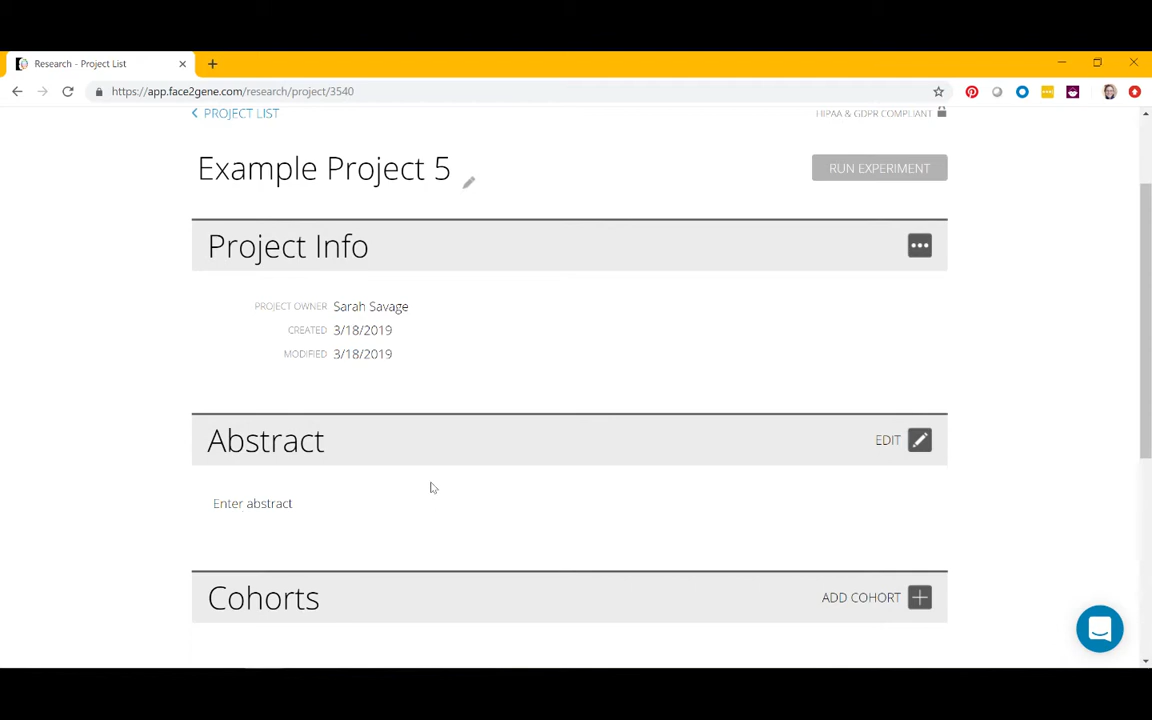 Research - Project List
https://app.face2gene.com/research/project/3540
PROJECT LIST
HIPAA & GDPR COMPLIANT
Example Project 5
RUN EXPERIMENT
Project Info
PROJECT OWNER Sarah Savage
CREATED 3/18/2019
MODIFIED 3/18/2019
Abstract
EDIT
Enter abstract
Cohorts
ADD COHORT